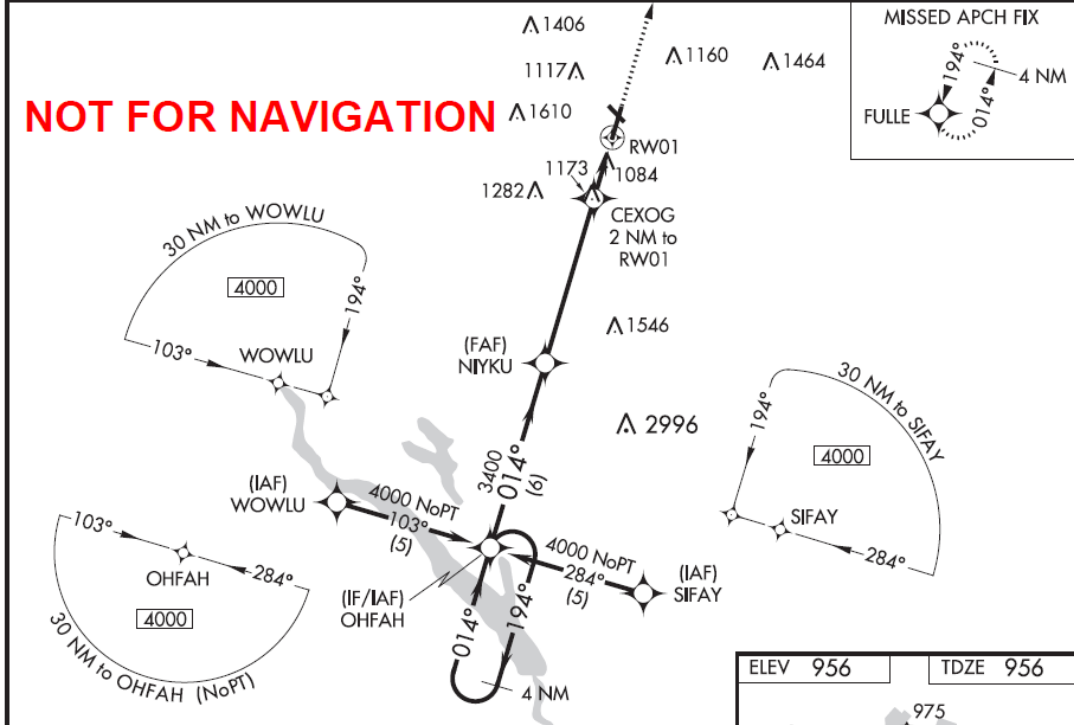 1406
1117
1160
1464
MISSED APCH FIX
194°
4 NM
014°
FULLE
NOT FOR NAVIGATION
1610
RW01
1173
1084
1282
CEXOG
2 NM to
RW01
30 NM to WOWLU
4000
194°
103°
WOWLU
1546
(FAF)
NIYKU
30 NM to SIFAY
194°
4000
SIFAY
284°
2996
3400
014°
(6)
(IAF)
WOWLU
4000 NoPT
103°
(5)
4000 NoPT
284°
(5)
(IAF)
SIFAY
(IF/IAF)
OHFAH
014°
194°
4 NM
103°
OHFAH
284°
4000
30 NM to OHFAH (NoPT)
ELEV 956
TDZE 956
975